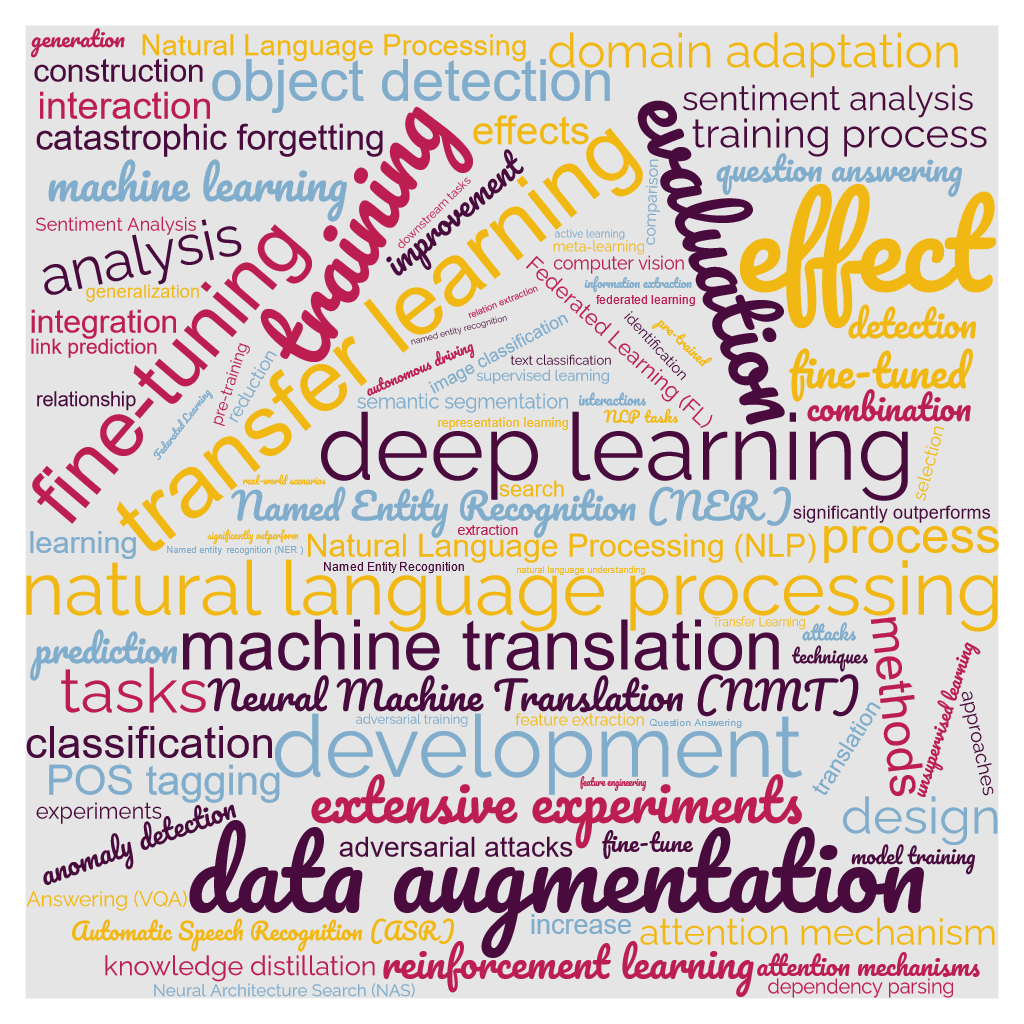 generation
Natural Language Processing
domain adaptation
construction
object detection
interaction
sentiment analysis
catastrophic forgetting
training
effects
evaluation
training process
machine learning
question answering
downstream tasks
improvement
comparison
Sentiment Analysis
analysis
effect
active learning
meta-learning
computer vision
generalization
fine-tuning
transfer learning
information extraction
federated learning
Federated Learning (FL)
relation extraction
named entity recognition
identification
pre-trained
detection
integration
link prediction
pre-training
reduction
autonomous driving
image classification
text classification
supervised learning
fine-tuned
combination
relationship
Federated Learning
semantic segmentation
interactions
NLP tasks
representation learning
deep learning
selection
real-world scenarios
search
Named Entity Recognition (NER)
significantly outperforms
learning
significantly outperform
extraction
Named entity recognition (NER )
Natural Language Processing (NLP)
process
Named Entity Recognition
natural language understanding
natural language processing
Transfer Learning
prediction
machine translation
attacks
techniques
methods
tasks
Neural Machine Translation (NMT)
unsupervised learning
approaches
adversarial training
feature extraction
Question Answering
translation
classification
development
POS tagging
feature engineering
experiments
extensive experiments
design
anomaly detection
adversarial attacks
fine-tune
model training
data augmentation
Answering (VQA)
Automatic Speech Recognition (ASR)
increase
attention mechanism
knowledge distillation
reinforcement learning
attention mechanisms
Neural Architecture Search (NAS)
dependency parsing